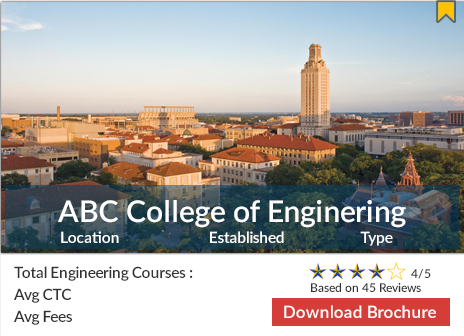 ABC College of Enginering
Location Established Type
Total Engineering Courses :
4/5
Based on 45 Reviews
Avg CTC
Avg Fees
Download Brochure